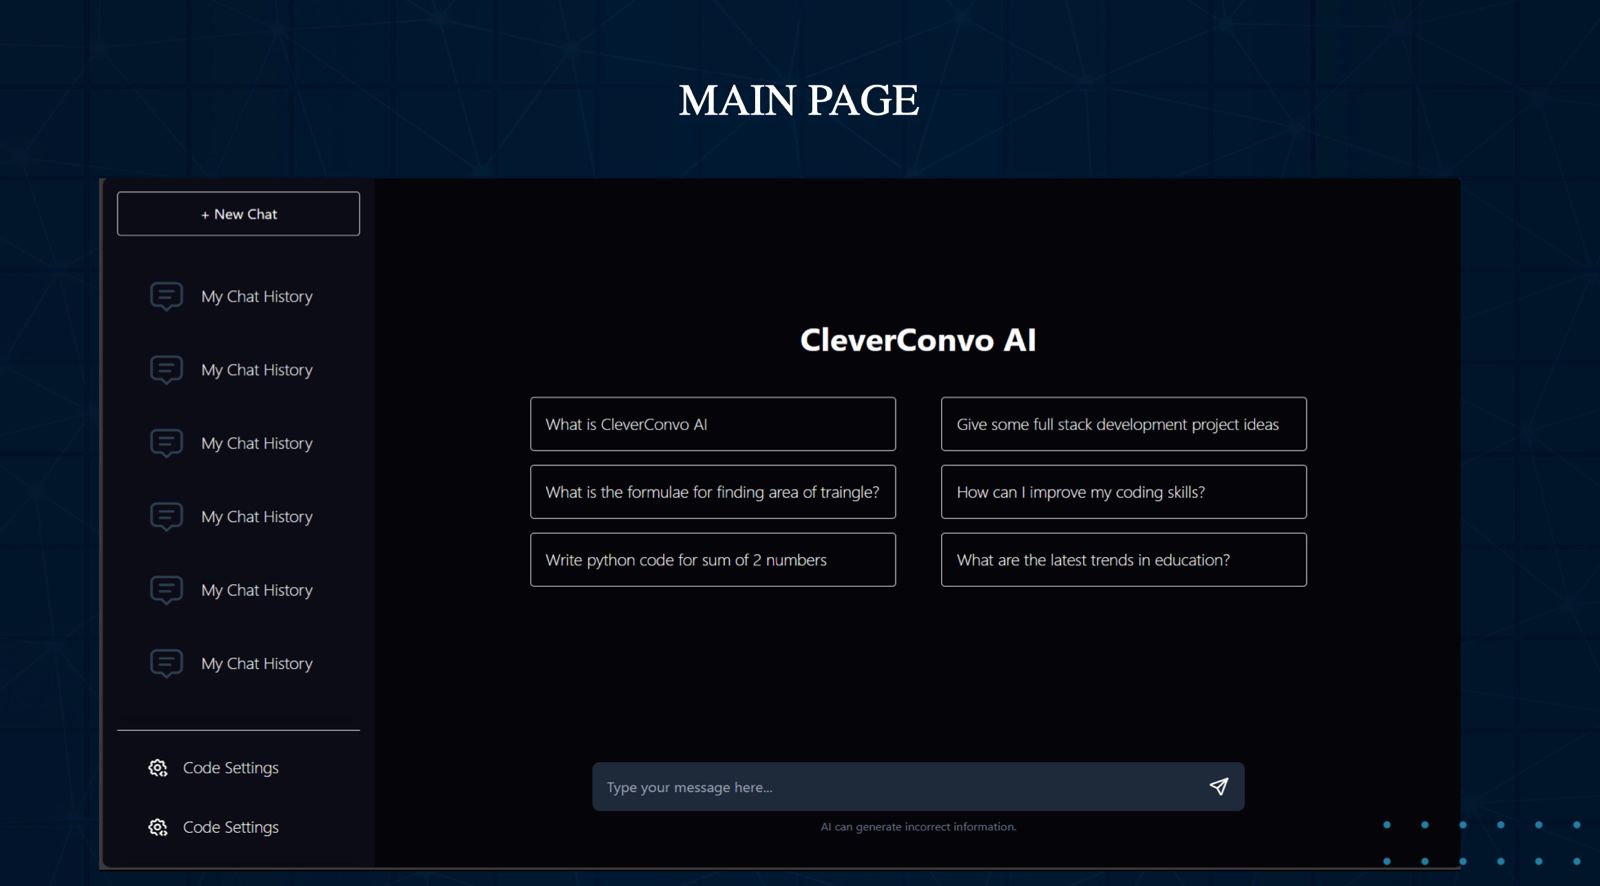 MAIN PAGE
+ New Chat
My Chat History
My Chat History
My Chat History
My Chat History
My Chat History
My Chat History
Code Settings
Code Settings
CleverConvo AI
What is CleverConvo AI
Give some full stack development project ideas
What is the formulae for finding area of traingle?
How can I improve my coding skills?
Write python code for sum of 2 numbers
What are the latest trends in education?
Type your message here...
AI can generate incorrect information.